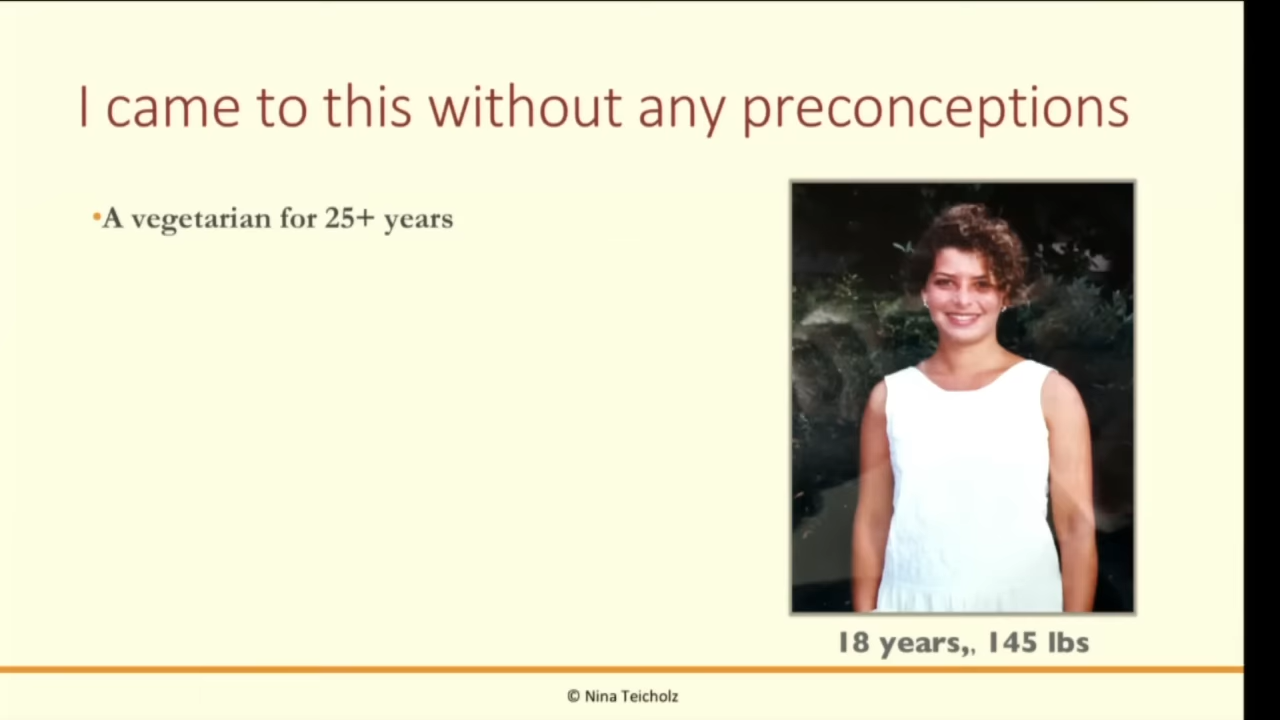 I came to this without any preconceptions
•A vegetarian for 25+ years
18 years,, 145 lbs
© Nina Teicholz